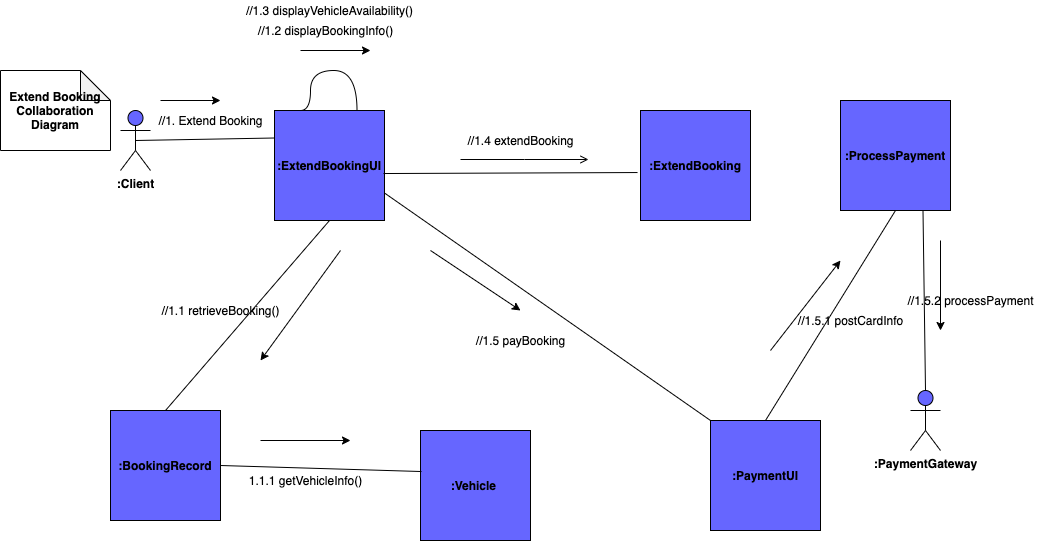 //1.3 displayVehicleAvailability()
//1.2 displayBookingInfo()
Extend Booking
Collaboration
Diagram
//1. Extend Booking
:Client
:ExtendBookingUI
//1.4 extendBooking
:ExtendBooking
:ProcessPayment
//1.1 retrieveBooking()
//1.5 payBooking
//1.5.1 postCardInfo
//1.5.2 processPayment
:BookingRecord
1.1.1 getVehicleInfo()
:Vehicle
:PaymentUI
:PaymentGateway